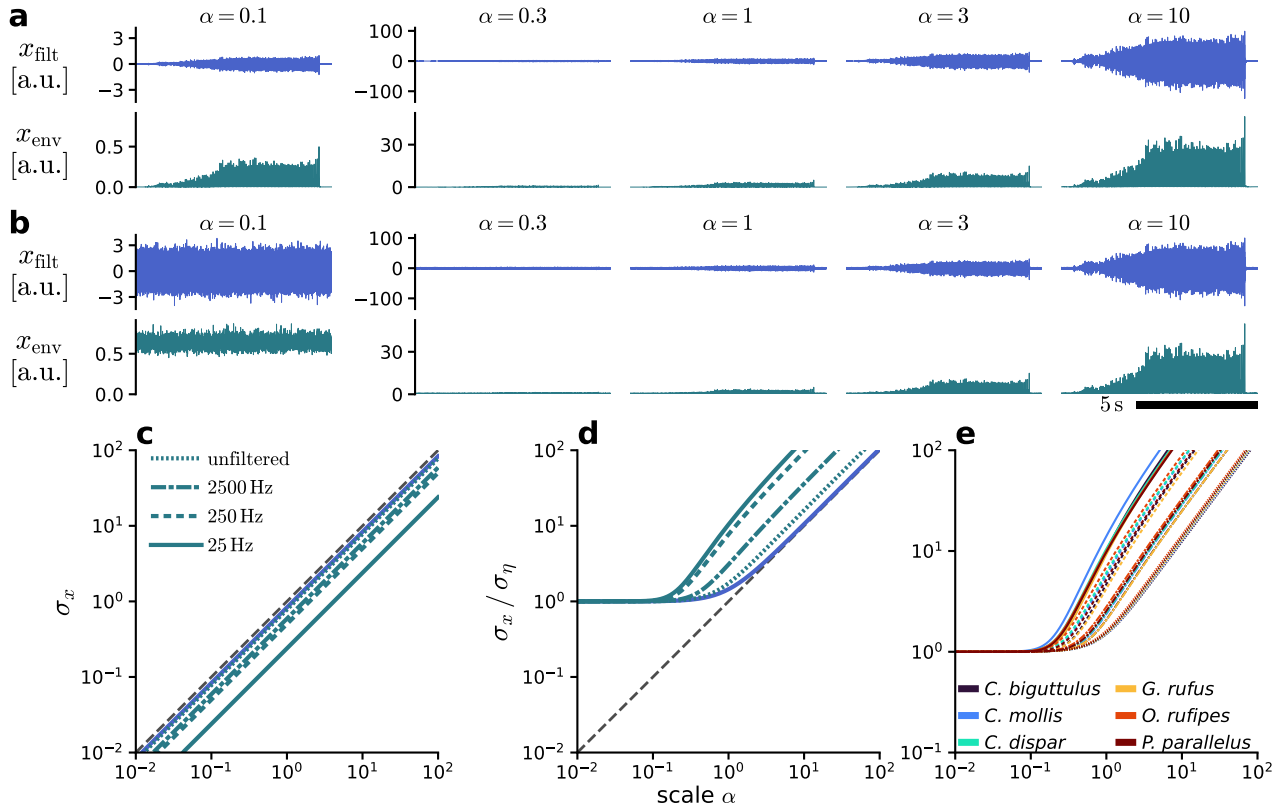 a
α = 0.1 α = 0.3 α = 1 α = 3 α = 10
x_filt [a.u.]
3
0
−3
100
0
−100
x_env [a.u.]
0.5
0.0
30
0
b
α = 0.1 α = 0.3 α = 1 α = 3 α = 10
x_filt [a.u.]
3
0
−3
100
0
−100
x_env [a.u.]
0.5
0.0
30
0
5 s
c
σ_x
10^2
10^1
10^0
10^−1
10^−2
unfiltered
2500 Hz
250 Hz
25 Hz
10^−2 10^−1 10^0 10^1 10^2
d
σ_x / σ_η
10^2
10^1
10^0
10^−1
10^−2
10^−2 10^−1 10^0 10^1 10^2
scale α
e
10^2
10^1
10^0
10^−1
C. biguttulus
C. mollis
C. dispar
G. rufus
O. rufipes
P. parallelus
10^−2 10^−1 10^0 10^1 10^2